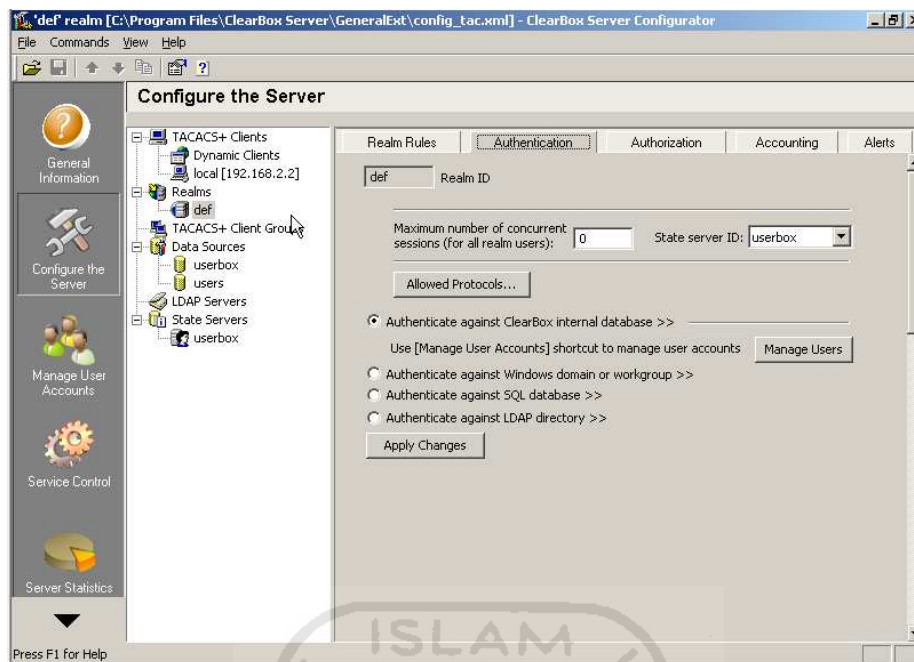 'def' realm [C:\Program Files\ClearBox Server\GeneralExt\config_tac.xml] - ClearBox Server Configurator
File Commands View Help
Configure the Server
General Information
Configure the Server
Manage User Accounts
Service Control
Server Statistics
TACACS+ Clients
Dynamic Clients
local [192.168.2.2]
Realms
def
TACACS+ Client Groups
Data Sources
userbox
users
LDAP Servers
State Servers
userbox
Realm Rules Authentication Authorization Accounting Alerts
def Realm ID
Maximum number of concurrent
sessions (for all realm users): 0 State server ID: userbox
Allowed Protocols...
Authenticate against ClearBox internal database >>
Use [Manage User Accounts] shortcut to manage user accounts Manage Users
Authenticate against Windows domain or workgroup >>
Authenticate against SQL database >>
Authenticate against LDAP directory >>
Apply Changes
ISLAM
Press F1 for Help